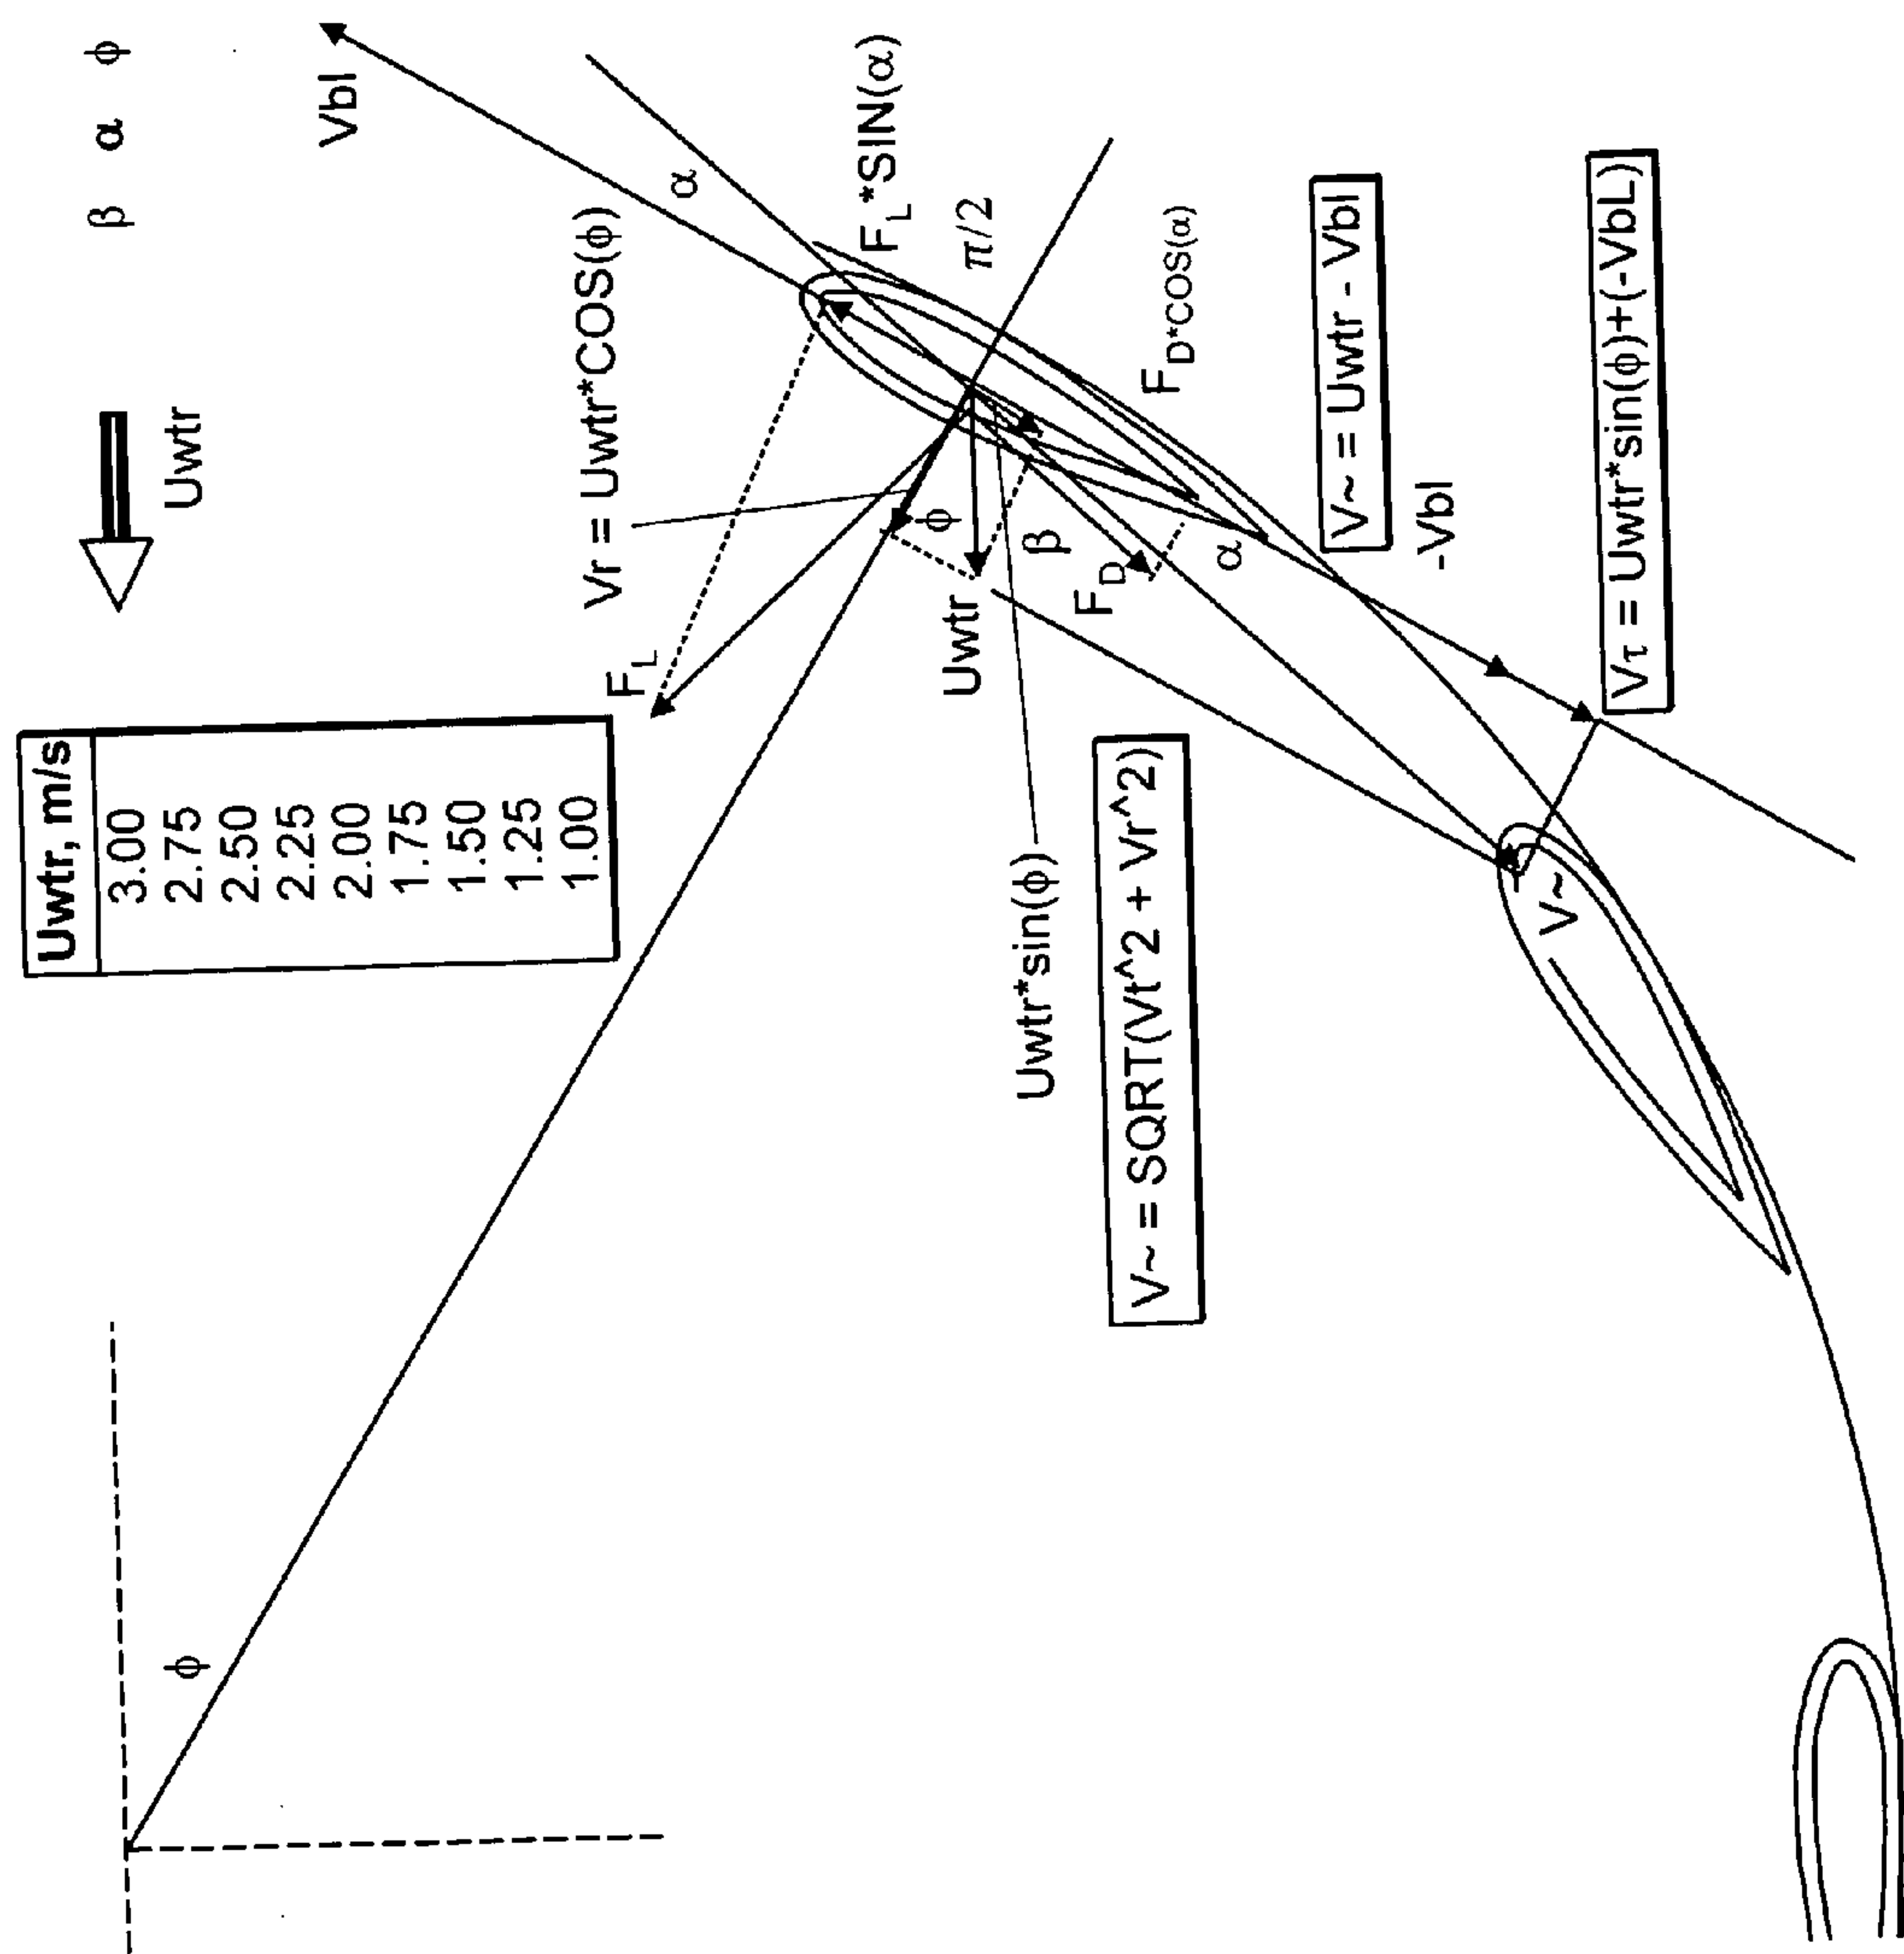 Uwtr, m/s
3.00
2.75
2.50
2.25
2.00
1.75
1.50
1.25
1.00
Uwtr
β α ϕ
Vbl
α
Vr = Uwtr*COS(ϕ)
F_L
F_L*SIN(α)
π/2
ϕ
ϕ
Uwtr
β
F_D
F_D*COS(α)
α
Uwtr*sin(ϕ)
V~ = SQRT(Vt^2 + Vr^2)
V~ = Uwtr - Vbl
-Vbl
V~
Vτ = Uwtr*sin(ϕ)+(-VbL)